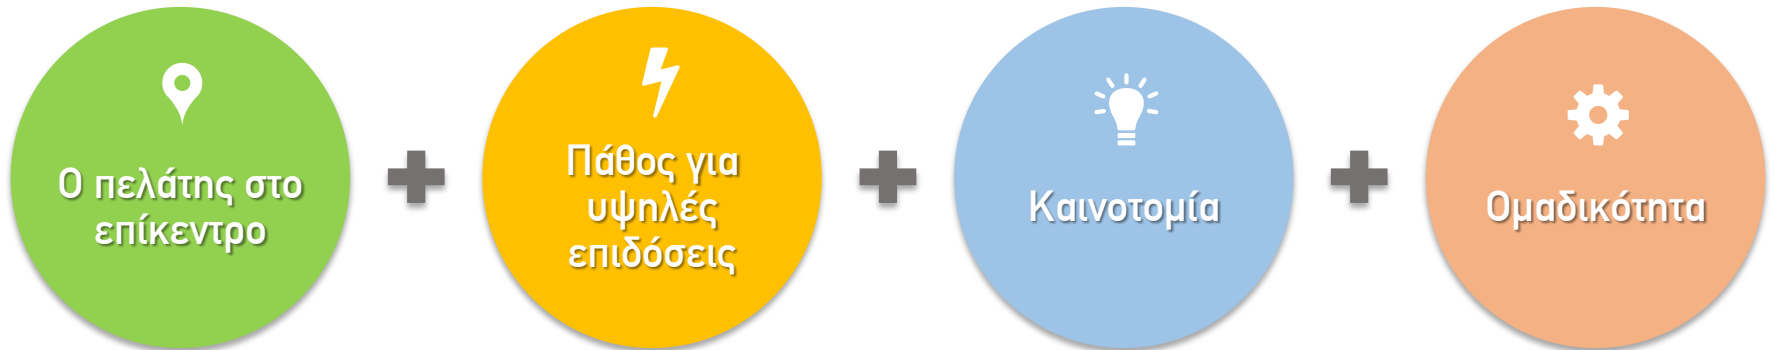 Ο πελάτης στο
επίκεντρο
Πάθος για
υψηλές
επιδόσεις
Καινοτομία
Ομαδικότητα